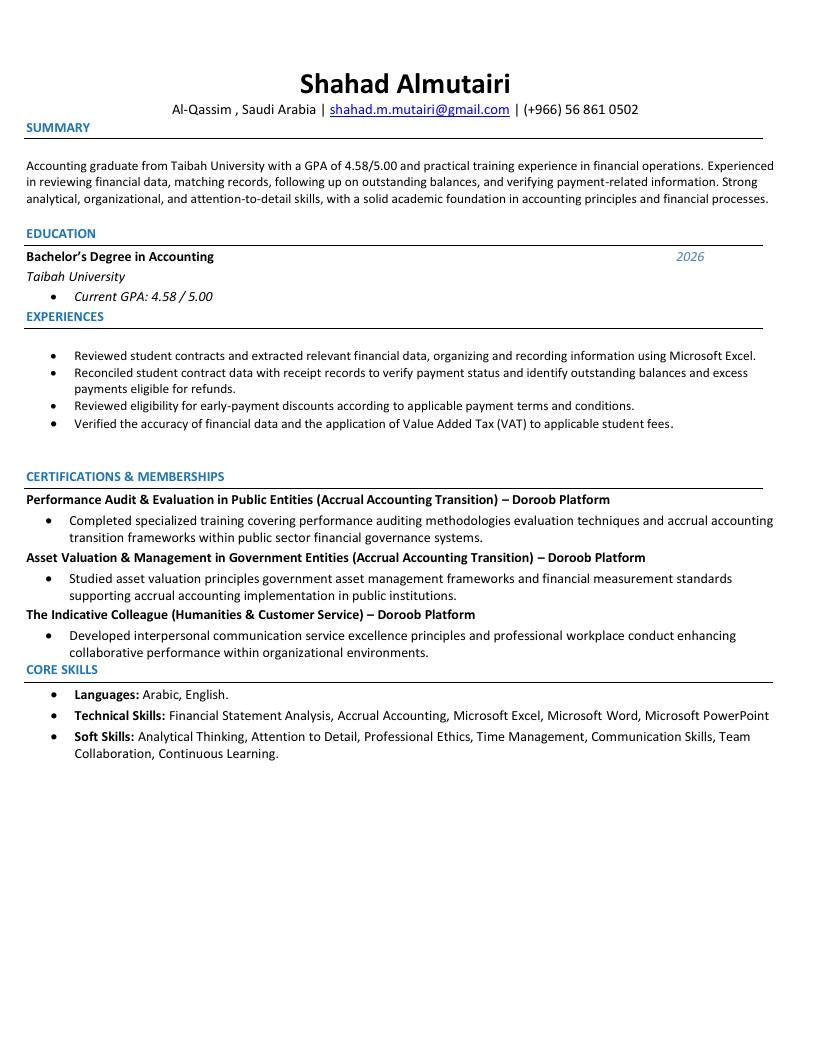 Shahad Almutairi
Al-Qassim , Saudi Arabia | shahad.m.mutairi@gmail.com | (+966) 56 861 0502
SUMMARY
Accounting graduate from Taibah University with a GPA of 4.58/5.00 and practical training experience in financial operations. Experienced
in reviewing financial data, matching records, following up on outstanding balances, and verifying payment-related information. Strong
analytical, organizational, and attention-to-detail skills, with a solid academic foundation in accounting principles and financial processes.
EDUCATION
Bachelor’s Degree in Accounting 2026
Taibah University
• Current GPA: 4.58 / 5.00
EXPERIENCES
• Reviewed student contracts and extracted relevant financial data, organizing and recording information using Microsoft Excel.
• Reconciled student contract data with receipt records to verify payment status and identify outstanding balances and excess
payments eligible for refunds.
• Reviewed eligibility for early-payment discounts according to applicable payment terms and conditions.
• Verified the accuracy of financial data and the application of Value Added Tax (VAT) to applicable student fees.
CERTIFICATIONS & MEMBERSHIPS
Performance Audit & Evaluation in Public Entities (Accrual Accounting Transition) – Doroob Platform
• Completed specialized training covering performance auditing methodologies evaluation techniques and accrual accounting
transition frameworks within public sector financial governance systems.
Asset Valuation & Management in Government Entities (Accrual Accounting Transition) – Doroob Platform
• Studied asset valuation principles government asset management frameworks and financial measurement standards
supporting accrual accounting implementation in public institutions.
The Indicative Colleague (Humanities & Customer Service) – Doroob Platform
• Developed interpersonal communication service excellence principles and professional workplace conduct enhancing
collaborative performance within organizational environments.
CORE SKILLS
• Languages: Arabic, English.
• Technical Skills: Financial Statement Analysis, Accrual Accounting, Microsoft Excel, Microsoft Word, Microsoft PowerPoint
• Soft Skills: Analytical Thinking, Attention to Detail, Professional Ethics, Time Management, Communication Skills, Team
Collaboration, Continuous Learning.